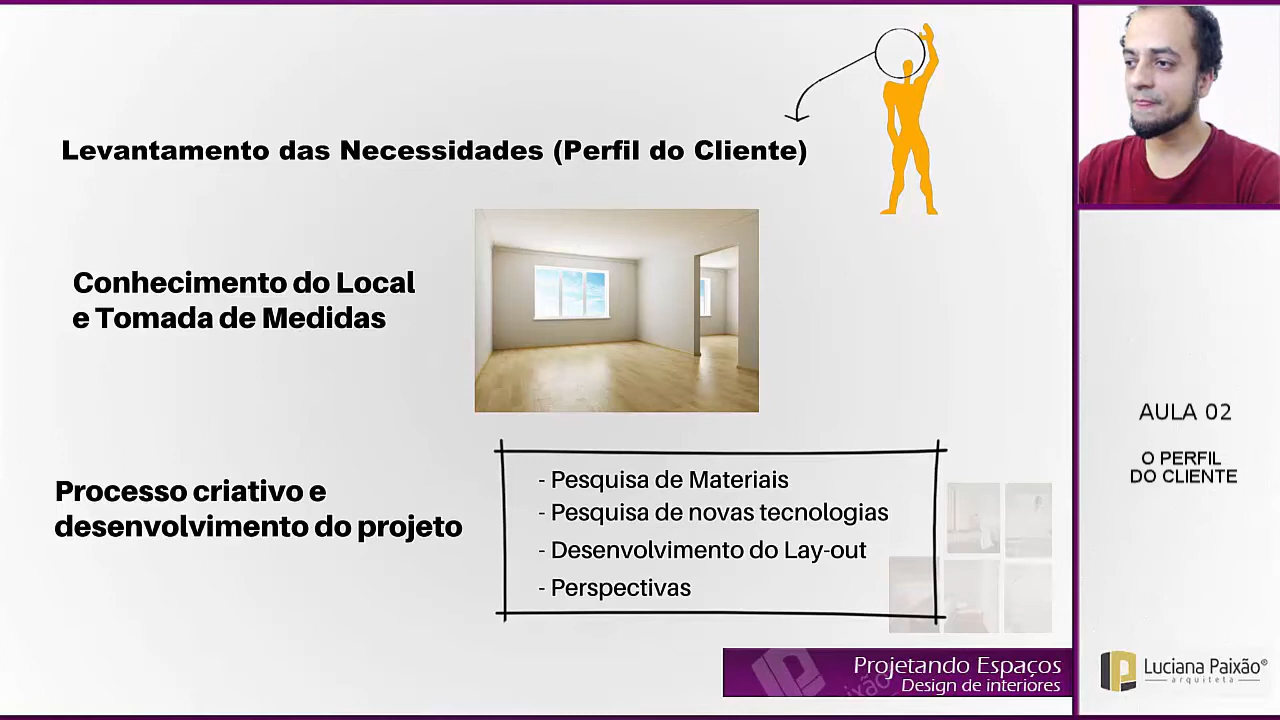 Levantamento das Necessidades (Perfil do Cliente)
Conhecimento do Local
e Tomada de Medidas
Processo criativo e
desenvolvimento do projeto
- Pesquisa de Materiais
- Pesquisa de novas tecnologias
- Desenvolvimento do Lay-out
- Perspectivas
Projetando Espaços
Design de interiores
AULA 02
O PERFIL
DO CLIENTE
Luciana Paixão®
arquiteta